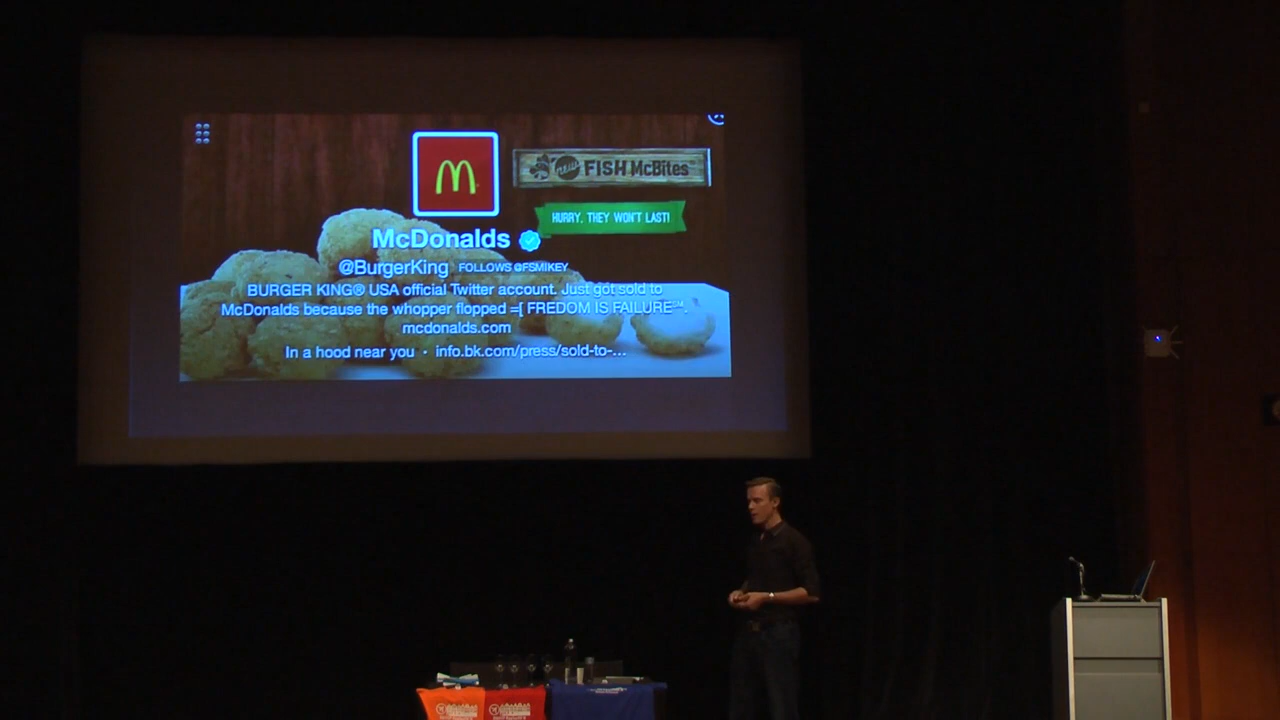 new FISH McBites
HURRY, THEY WON'T LAST!
McDonalds
@BurgerKing FOLLOWS @FSMIKEY
BURGER KING® USA official Twitter account. Just got sold to
McDonalds because the whopper flopped =[ FREDOM IS FAILURE℠.
mcdonalds.com
In a hood near you · info.bk.com/press/sold-to-...